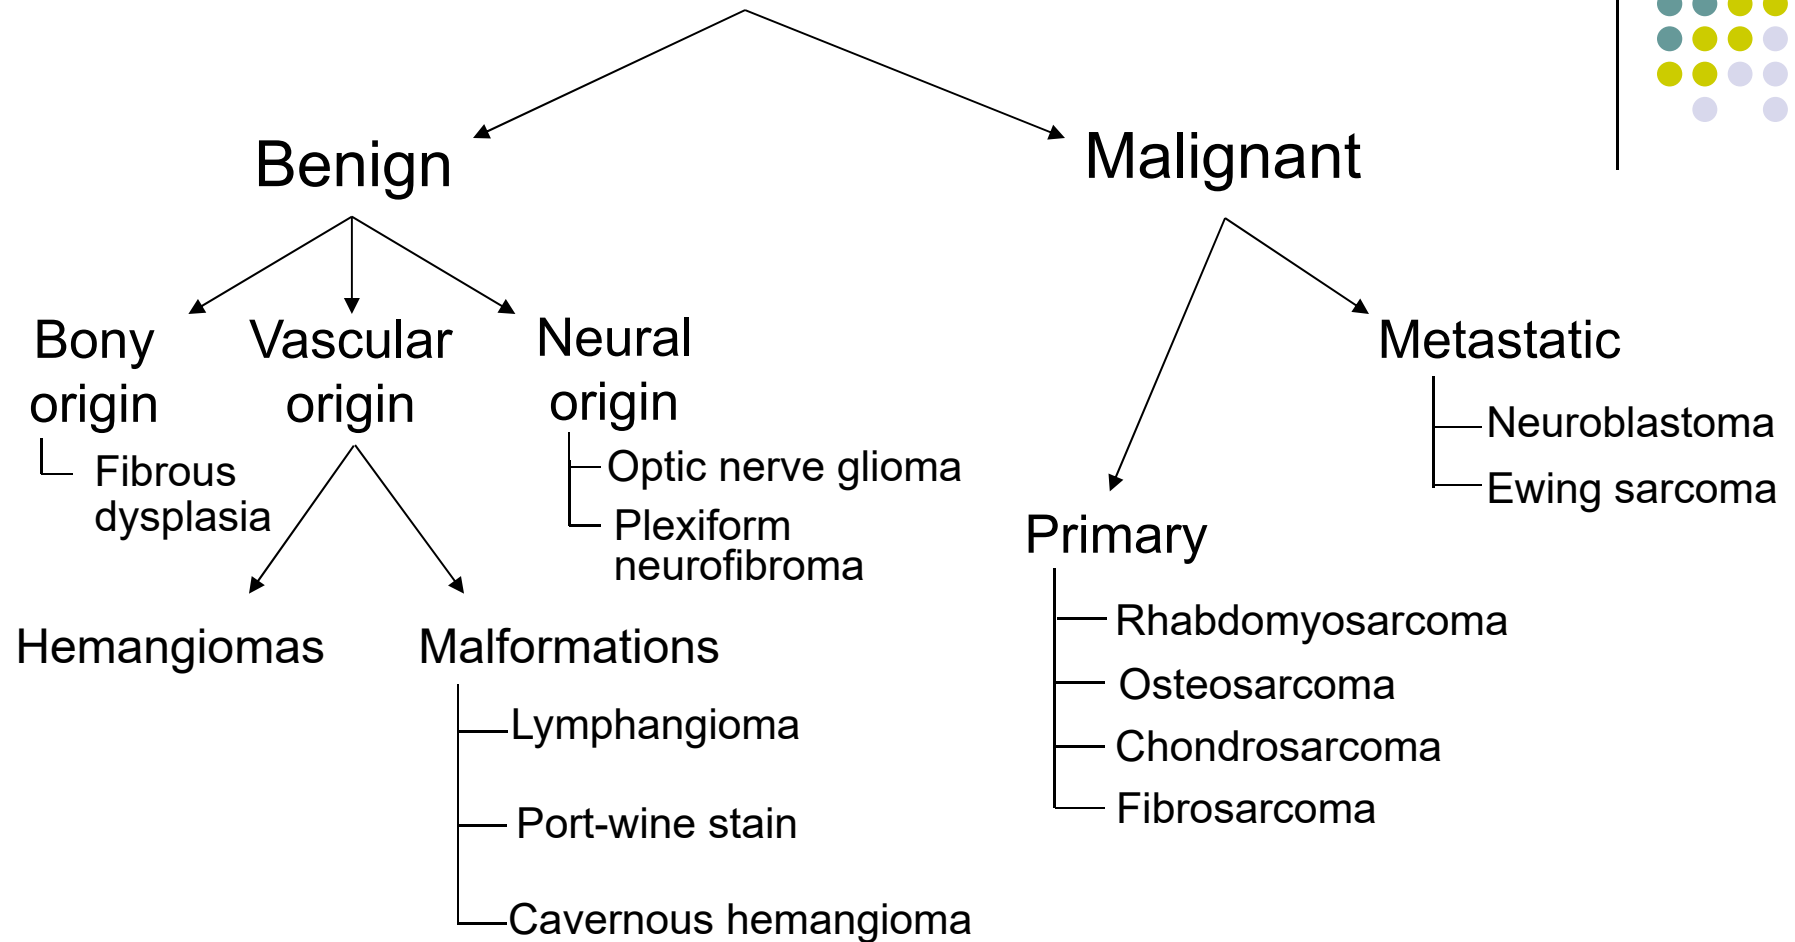 Benign
Malignant
Bony
origin
Vascular
origin
Neural
origin
Metastatic
Fibrous
dysplasia
Optic nerve glioma
Plexiform
neurofibroma
Neuroblastoma
Ewing sarcoma
Primary
Hemangiomas
Malformations
Rhabdomyosarcoma
Osteosarcoma
Chondrosarcoma
Fibrosarcoma
Lymphangioma
Port-wine stain
Cavernous hemangioma